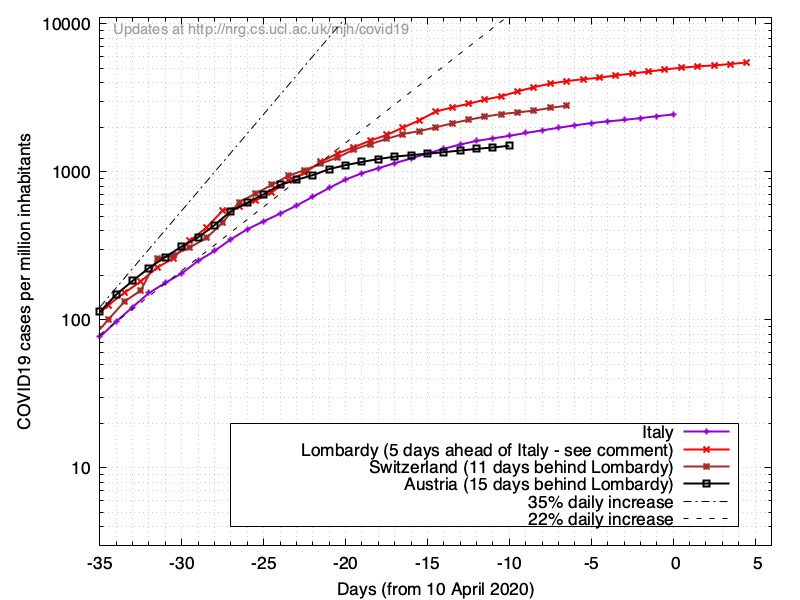 Updates at http://nrg.cs.ucl.ac.uk/mjh/covid19
10000
1000
100
10
COVID19 cases per million inhabitants
Italy
Lombardy (5 days ahead of Italy - see comment)
Switzerland (11 days behind Lombardy)
Austria (15 days behind Lombardy)
35% daily increase
22% daily increase
-35 -30 -25 -20 -15 -10 -5 0 5
Days (from 10 April 2020)